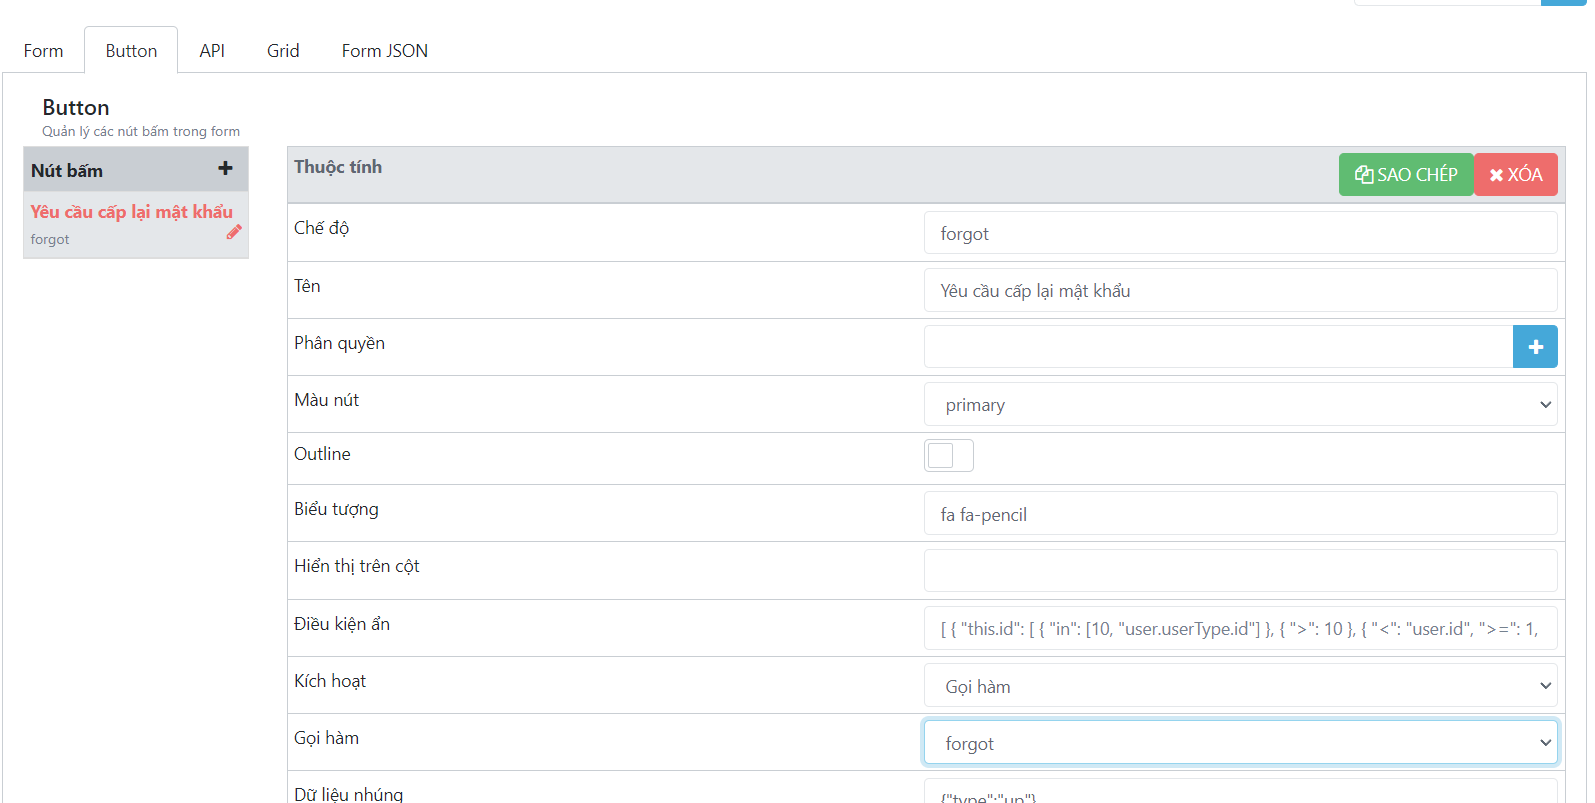 Form Button API Grid Form JSON
Button
Quản lý các nút bấm trong form
Nút bấm
Yêu cầu cấp lại mật khẩu
forgot
Thuộc tính SAO CHÉP XÓA
Chế độ forgot
Tên Yêu cầu cấp lại mật khẩu
Phân quyền
Màu nút primary
Outline
Biểu tượng fa fa-pencil
Hiển thị trên cột
Điều kiện ẩn [ { "this.id": [ { "in": [10, "user.userType.id"] }, { ">": 10 }, { "<": "user.id", ">=": 1,
Kích hoạt Gọi hàm
Gọi hàm forgot
Dữ liệu nhúng {"type":"up"}